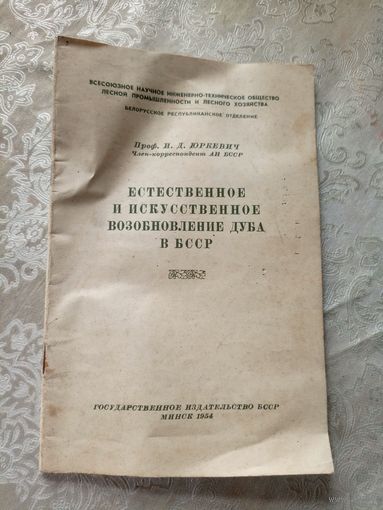 ВСЕСОЮЗНОЕ НАУЧНОЕ ИНЖЕНЕРНО-ТЕХНИЧЕСКОЕ ОБЩЕСТВО
ЛЕСНОЙ ПРОМЫШЛЕННОСТИ И ЛЕСНОГО ХОЗЯЙСТВА
БЕЛОРУССКОЕ РЕСПУБЛИКАНСКОЕ ОТДЕЛЕНИЕ
Проф. И. Д. ЮРКЕВИЧ
Член-корреспондент АН БССР
ЕСТЕСТВЕННОЕ
И ИСКУССТВЕННОЕ
ВОЗОБНОВЛЕНИЕ ДУБА
В БССР
ГОСУДАРСТВЕННОЕ ИЗДАТЕЛЬСТВО БССР
МИНСК 1954